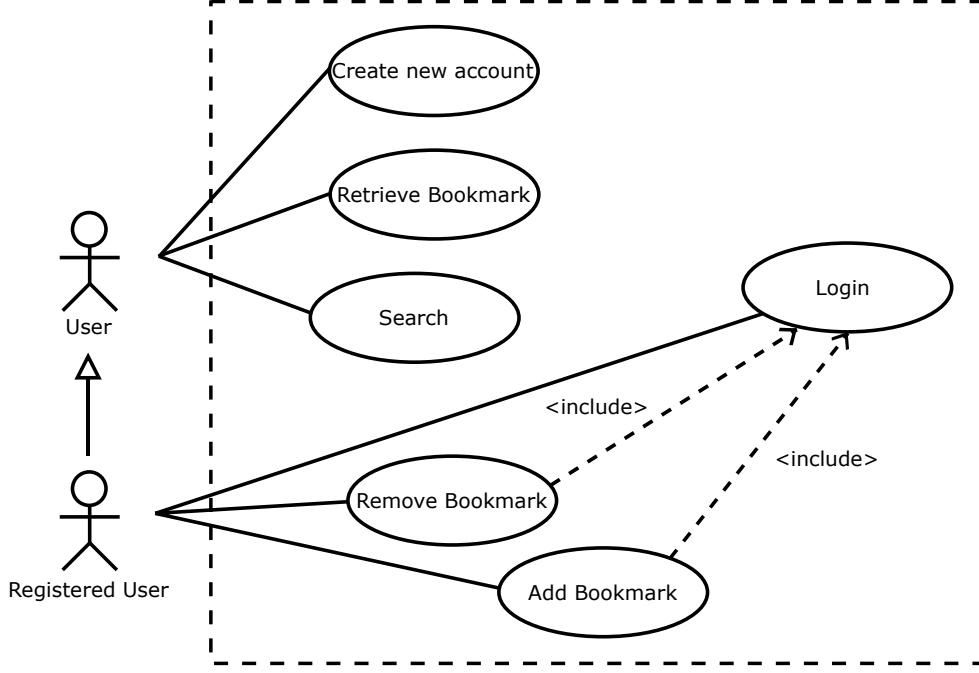 Create new account
Retrieve Bookmark
Search
User
Login
<include>
<include>
Remove Bookmark
Add Bookmark
Registered User